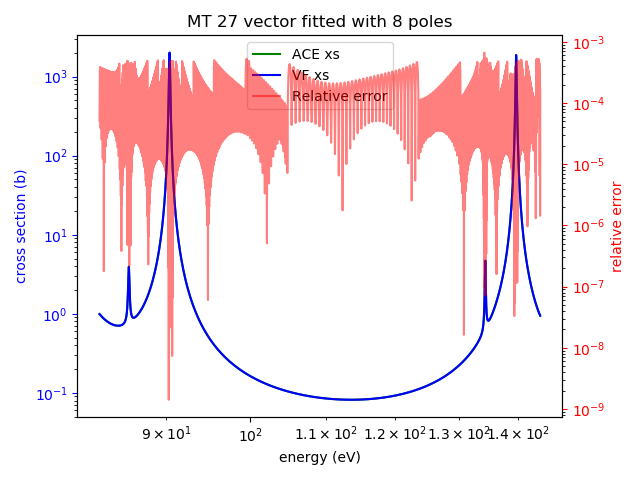 MT 27 vector fitted with 8 poles
ACE xs
VF xs
Relative error
cross section (b)
10³
10²
10¹
10⁰
10⁻¹
relative error
10⁻³
10⁻⁴
10⁻⁵
10⁻⁶
10⁻⁷
10⁻⁸
10⁻⁹
9 × 10¹
10²
1.1 × 10²
1.2 × 10²
1.3 × 10²
1.4 × 10²
energy (eV)